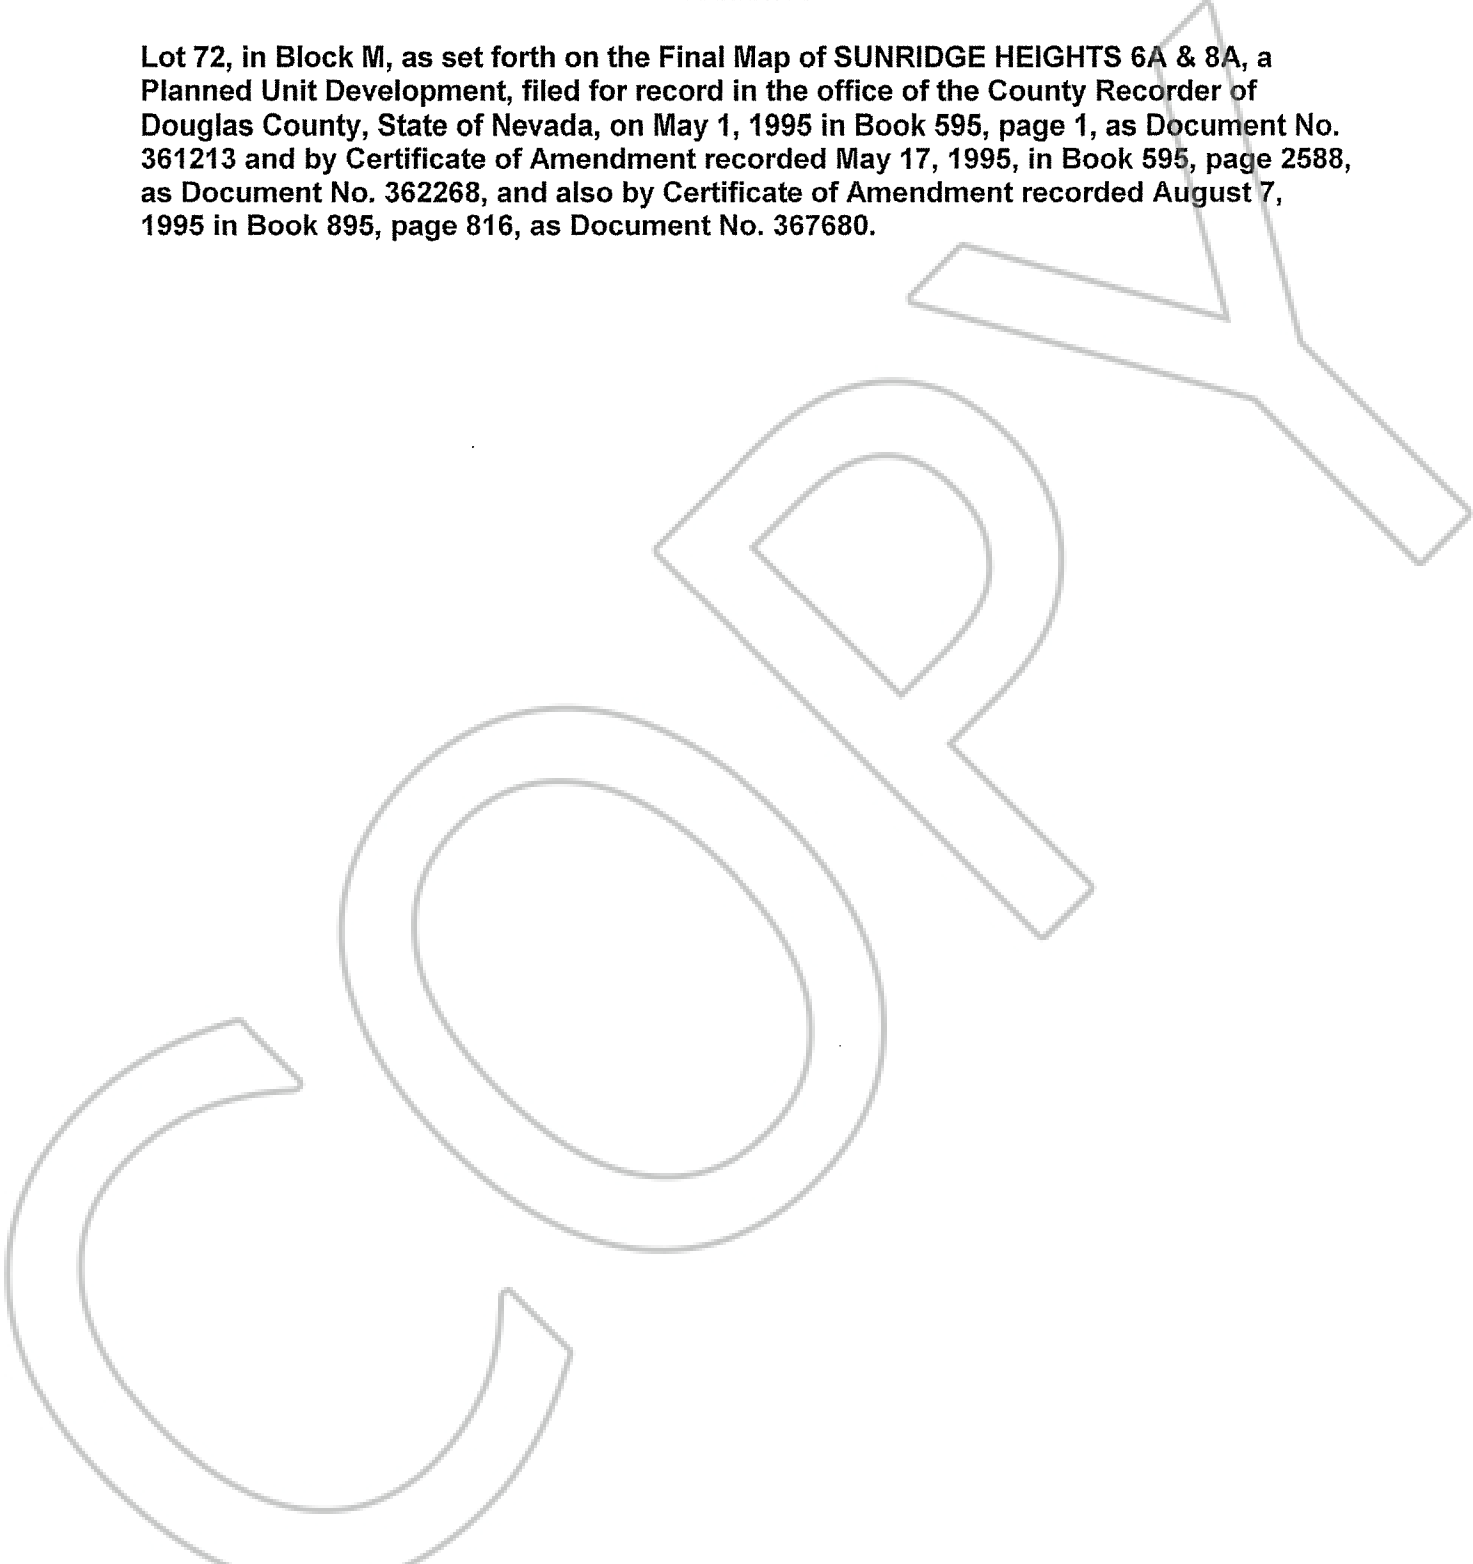 Lot 72, in Block M, as set forth on the Final Map of SUNRIDGE HEIGHTS 6A & 8A, a
Planned Unit Development, filed for record in the office of the County Recorder of
Douglas County, State of Nevada, on May 1, 1995 in Book 595, page 1, as Document No.
361213 and by Certificate of Amendment recorded May 17, 1995, in Book 595, page 2588,
as Document No. 362268, and also by Certificate of Amendment recorded August 7,
1995 in Book 895, page 816, as Document No. 367680.
COPY